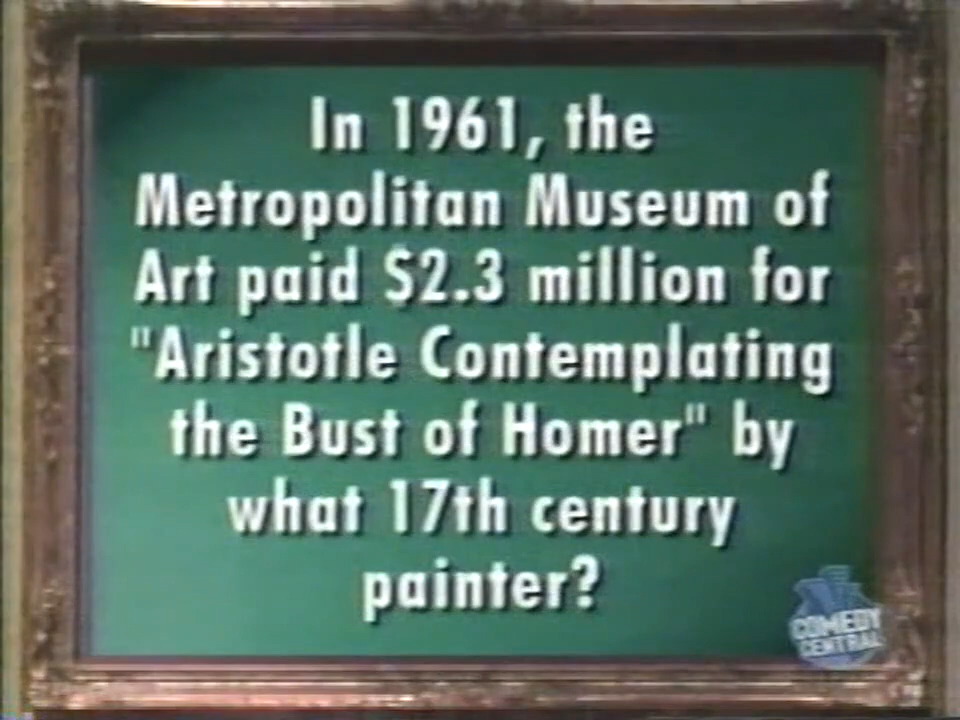 In 1961, the
Metropolitan Museum of
Art paid $2.3 million for
"Aristotle Contemplating
the Bust of Homer" by
what 17th century
painter?
COMEDY
CENTRAL